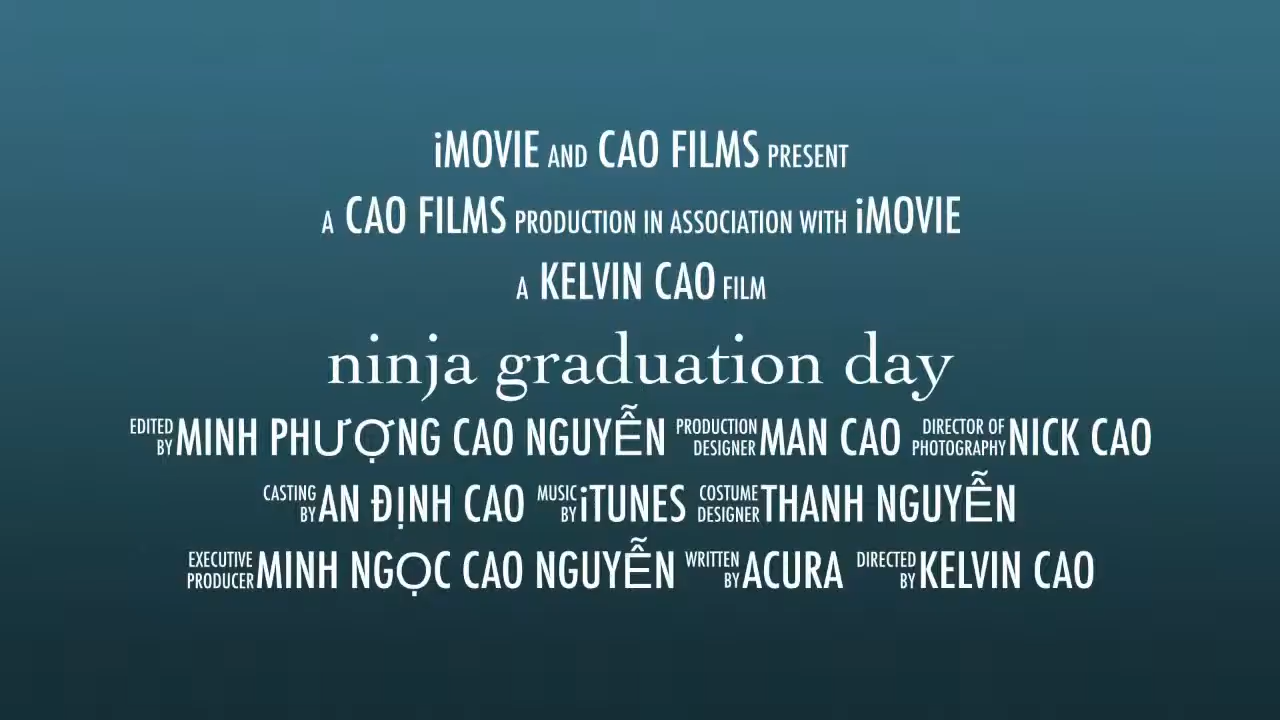 iMOVIE AND CAO FILMS PRESENT
A CAO FILMS PRODUCTION IN ASSOCIATION WITH iMOVIE
A KELVIN CAO FILM
ninja graduation day
EDITED BY MINH PHƯỢNG CAO NGUYỄN PRODUCTION DESIGNER MAN CAO DIRECTOR OF PHOTOGRAPHY NICK CAO
CASTING BY AN ĐỊNH CAO MUSIC BY iTUNES COSTUME DESIGNER THANH NGUYỄN
EXECUTIVE PRODUCER MINH NGỌC CAO NGUYỄN WRITTEN BY ACURA DIRECTED BY KELVIN CAO